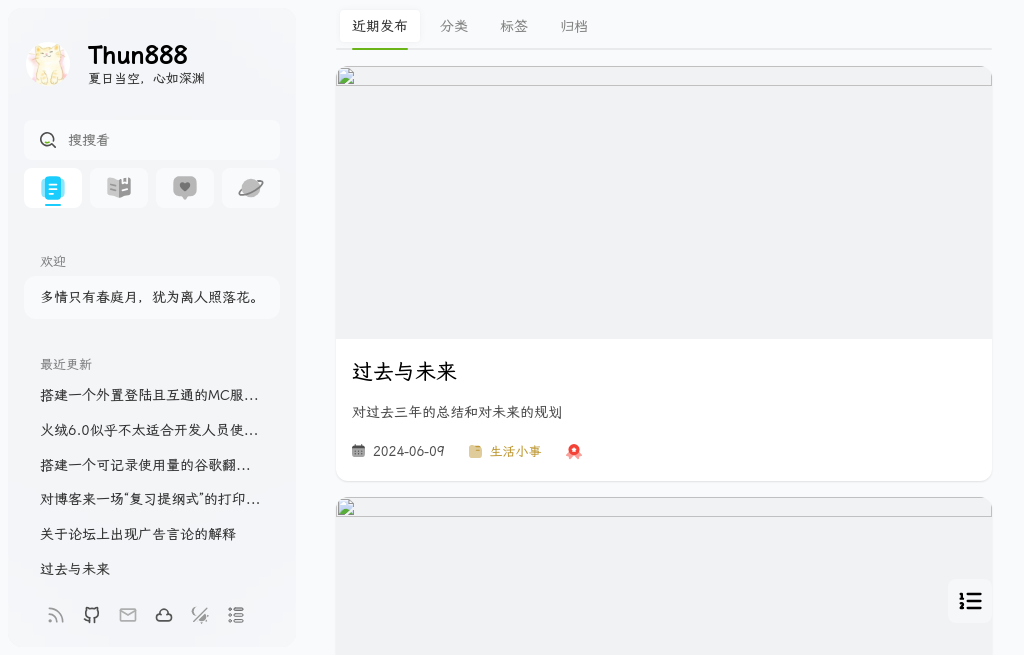 Thun888
夏日当空，心如深渊
搜搜看
欢迎
多情只有春庭月，犹为离人照落花。
最近更新
搭建一个外置登陆且互通的MC服...
火绒6.0似乎不太适合开发人员使...
搭建一个可记录使用量的谷歌翻...
对博客来一场“复习提纲式”的打印...
关于论坛上出现广告言论的解释
过去与未来
近期发布 分类 标签 归档
过去与未来
对过去三年的总结和对未来的规划
2024-06-09 生活小事